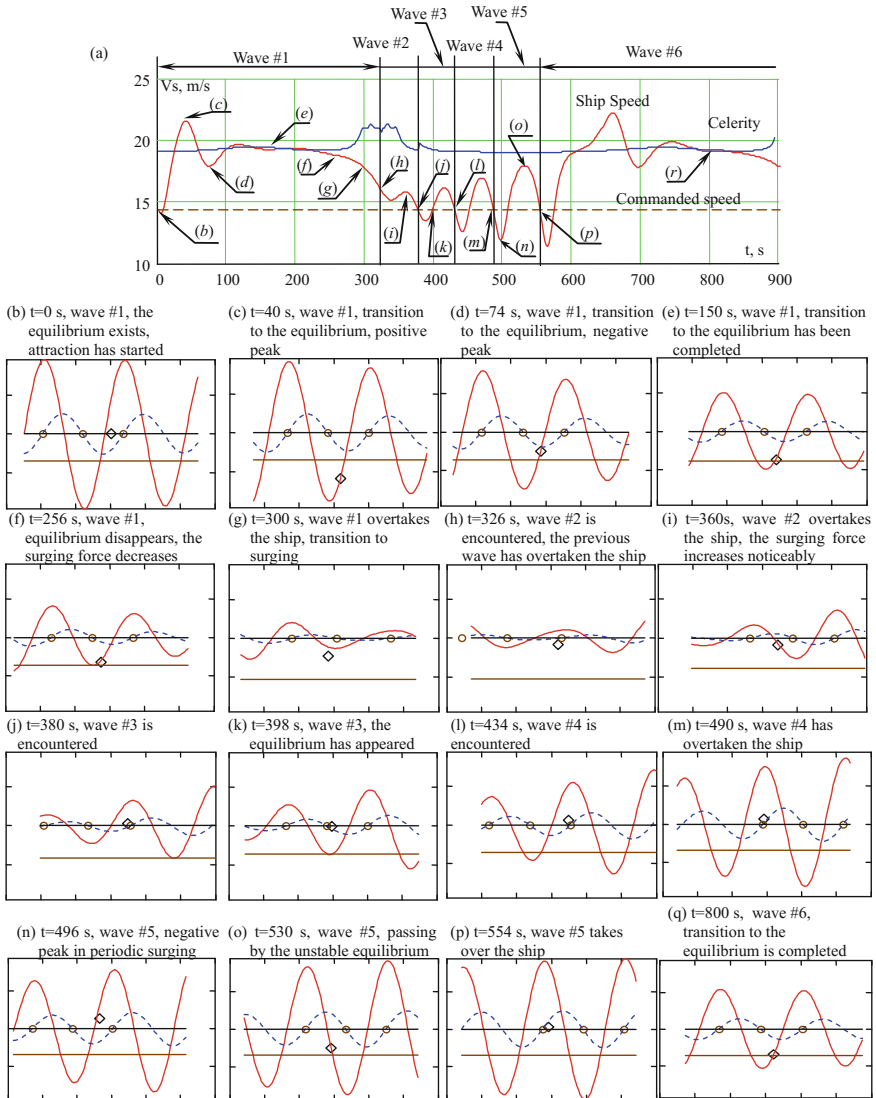 Wave #3
Wave #5
(a)
Wave #1
Wave #2
Wave #4
Wave #6
25
Vs, m/s
(c)
Ship Speed
(e)
(o)
Celerity
20
(d)
(f)
(g)
(h)
(j)
(l)
(r)
15
Commanded speed
(b)
(i)
(k)
(m)
(n)
(p)
t, s
10
0
100
200
300
400
500
600
700
800
900
(b) t=0 s, wave #1, the
equilibrium exists,
attraction has started
(c) t=40 s, wave #1, transition
to the equilibrium, positive
peak
(d) t=74 s, wave #1, transition
to the equilibrium, negative
peak
(e) t=150 s, wave #1, transition
to the equilibrium has been
completed
(f) t=256 s, wave #1,
equilibrium disappears, the
surging force decreases
(g) t=300 s, wave #1 overtakes
the ship, transition to
surging
(h) t=326 s, wave #2 is
encountered, the previous
wave has overtaken the ship
(i) t=360s, wave #2 overtakes
the ship, the surging force
increases noticeably
(j) t=380 s, wave #3 is
encountered
(k) t=398 s, wave #3, the
equilibrium has appeared
(l) t=434 s, wave #4 is
encountered
(m) t=490 s, wave #4 has
overtaken the ship
(n) t=496 s, wave #5, negative
peak in periodic surging
(o) t=530 s, wave #5, passing
by the unstable equilibrium
(p) t=554 s, wave #5 takes
over the ship
(q) t=800 s, wave #6,
transition to the
equilibrium is completed